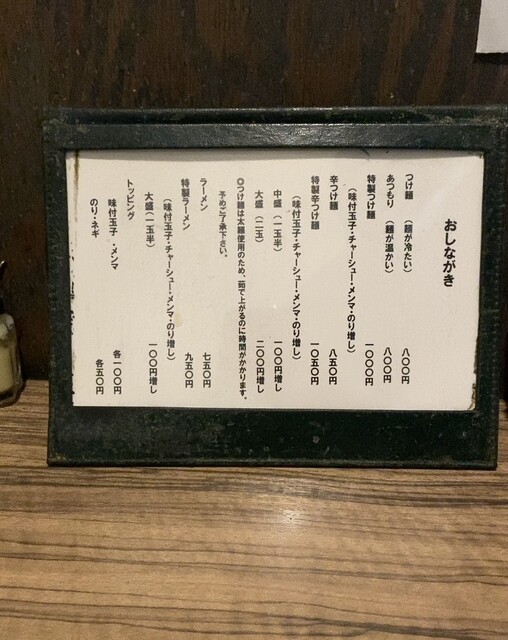 おしながき
つけ麺 (麺が冷たい) 八〇〇円
あつもり (麺が温かい) 八〇〇円
特製つけ麺 一〇〇〇円
(味付玉子・チャーシュー・メンマ・のり増し)
辛つけ麺 八五〇円
特製辛つけ麺 一〇五〇円
(味付玉子・チャーシュー・メンマ・のり増し)
中盛 (一玉半) 一〇〇円増し
大盛 (二玉) 二〇〇円増し
◎つけ麺は太麺使用のため、茹で上がるのに時間がかかります。
予めご了承下さい。
ラーメン 七五〇円
特製ラーメン 九五〇円
(味付玉子・チャーシュー・メンマ・のり増し)
大盛 (一玉半) 一〇〇円増し
トッピング
味付玉子・メンマ 各一〇〇円
のり・ネギ 各五〇円